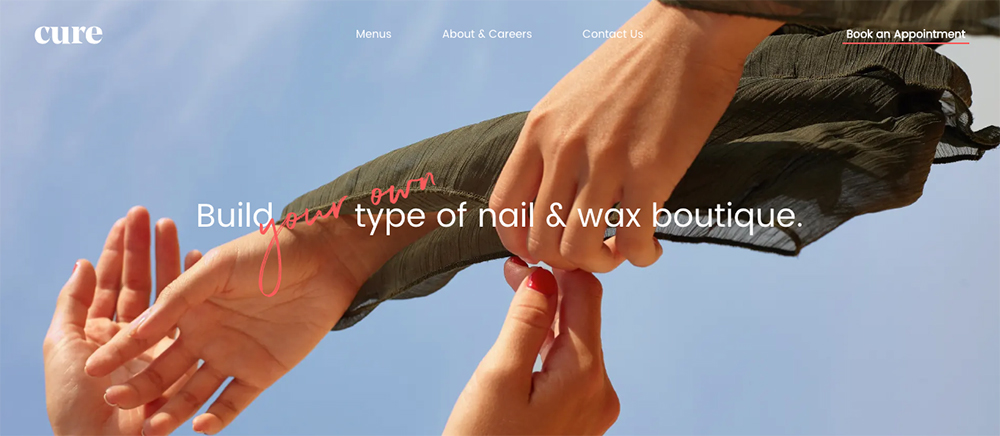 cure
Menus
About & Careers
Contact Us
Book an Appointment
Build your own type of nail & wax boutique.